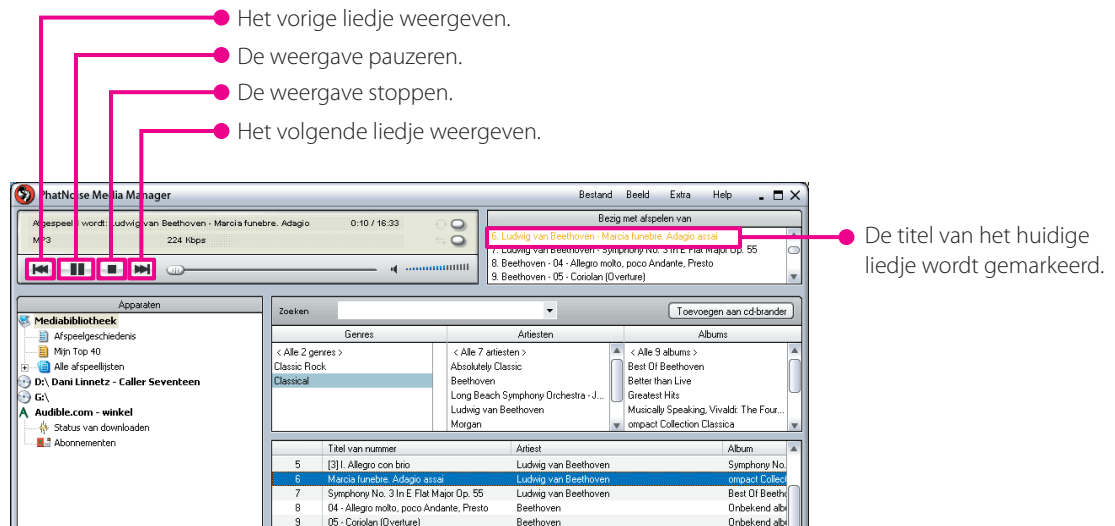 Het vorige liedje weergeven.
De weergave pauzeren.
De weergave stoppen.
Het volgende liedje weergeven.
PhatNoise Media Manager
Bestand Beeld Extra Help
Afgespeeld wordt: Ludwig van Beethoven - Marcia funebre. Adagio 0:10 / 16:33
MP3 224 Kbps
Bezig met afspelen van
6. Ludwig van Beethoven - Marcia funebre. Adagio assai
7. Ludwig van Beethoven - Symphony No. 3 In E Flat Major Op. 55
8. Beethoven - 04 - Allegro molto, poco Andante, Presto
9. Beethoven - 05 - Coriolan (Overture)
De titel van het huidige
liedje wordt gemarkeerd.
Apparaten
Mediabibliotheek
Afspeelgeschiedenis
Mijn Top 40
Alle afspeellijsten
D:\ Dani Linnetz - Caller Seventeen
G:\
Audible.com - winkel
Status van downloaden
Abonnementen
Zoeken
Toevoegen aan cd-brander
Genres
< Alle 2 genres >
Classic Rock
Classical
Artiesten
< Alle 7 artiesten >
Absolutely Classic
Beethoven
Long Beach Symphony Orchestra - J...
Ludwig van Beethoven
Morgan
Albums
< Alle 9 albums >
Best Of Beethoven
Better than Live
Greatest Hits
Musically Speaking, Vivaldi: The Four...
ompact Collection Classica
Titel van nummer Artiest Album
5 [3] I. Allegro con brio Ludwig van Beethoven Symphony No.
6 Marcia funebre. Adagio assai Ludwig van Beethoven ompact Collect
7 Symphony No. 3 In E Flat Major Op. 55 Ludwig van Beethoven Best Of Beeth
8 04 - Allegro molto, poco Andante, Presto Beethoven Onbekend alb
9 05 - Coriolan (Overture) Beethoven Onbekend alb